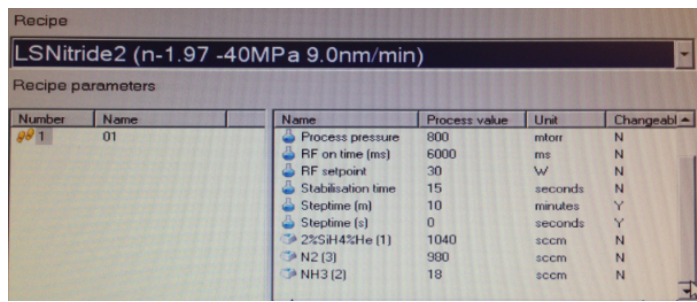 Recipe
LSNitride2 (n-1.97 -40MPa 9.0nm/min)
Recipe parameters
Number Name
1 01
Name Process value Unit Changeabl
Process pressure 800 mtorr N
RF on time (ms) 6000 ms N
RF setpoint 30 W N
Stabilisation time 15 seconds N
Steptime (m) 10 minutes Y
Steptime (s) 0 seconds Y
2%SiH4%He (1) 1040 sccm N
N2 (3) 980 sccm N
NH3 (2) 18 sccm N